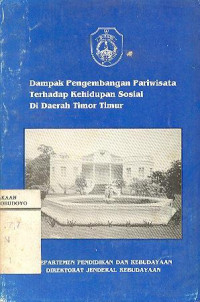 Dampak Pengembangan Pariwisata
Terhadap Kehidupan Sosial
Di Daerah Timor Timur
DEPARTEMEN PENDIDIKAN DAN KEBUDAYAAN
DIREKTORAT JENDERAL KEBUDAYAAN